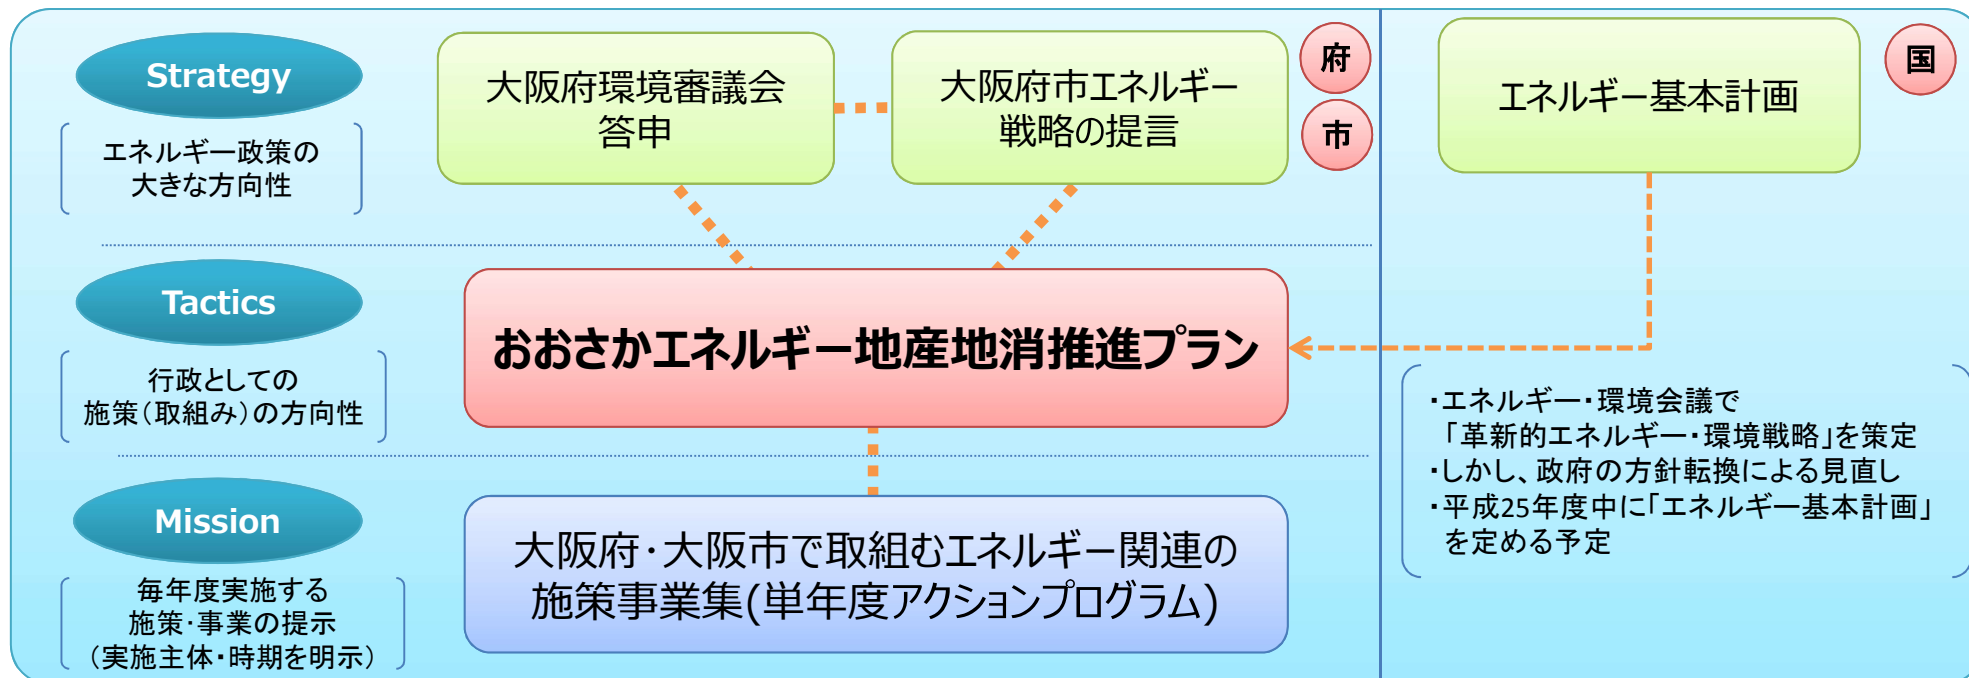 Strategy
エネルギー政策の
大きな方向性
大阪府環境審議会
答申
大阪府市エネルギー
戦略の提言
府
市
エネルギー基本計画
国
Tactics
行政としての
施策（取組み）の方向性
おおさかエネルギー地産地消推進プラン
・エネルギー・環境会議で
「革新的エネルギー・環境戦略」を策定
・しかし、政府の方針転換による見直し
・平成25年度中に「エネルギー基本計画」
を定める予定
Mission
毎年度実施する
施策・事業の提示
（実施主体・時期を明示）
大阪府・大阪市で取組むエネルギー関連の
施策事業集(単年度アクションプログラム)